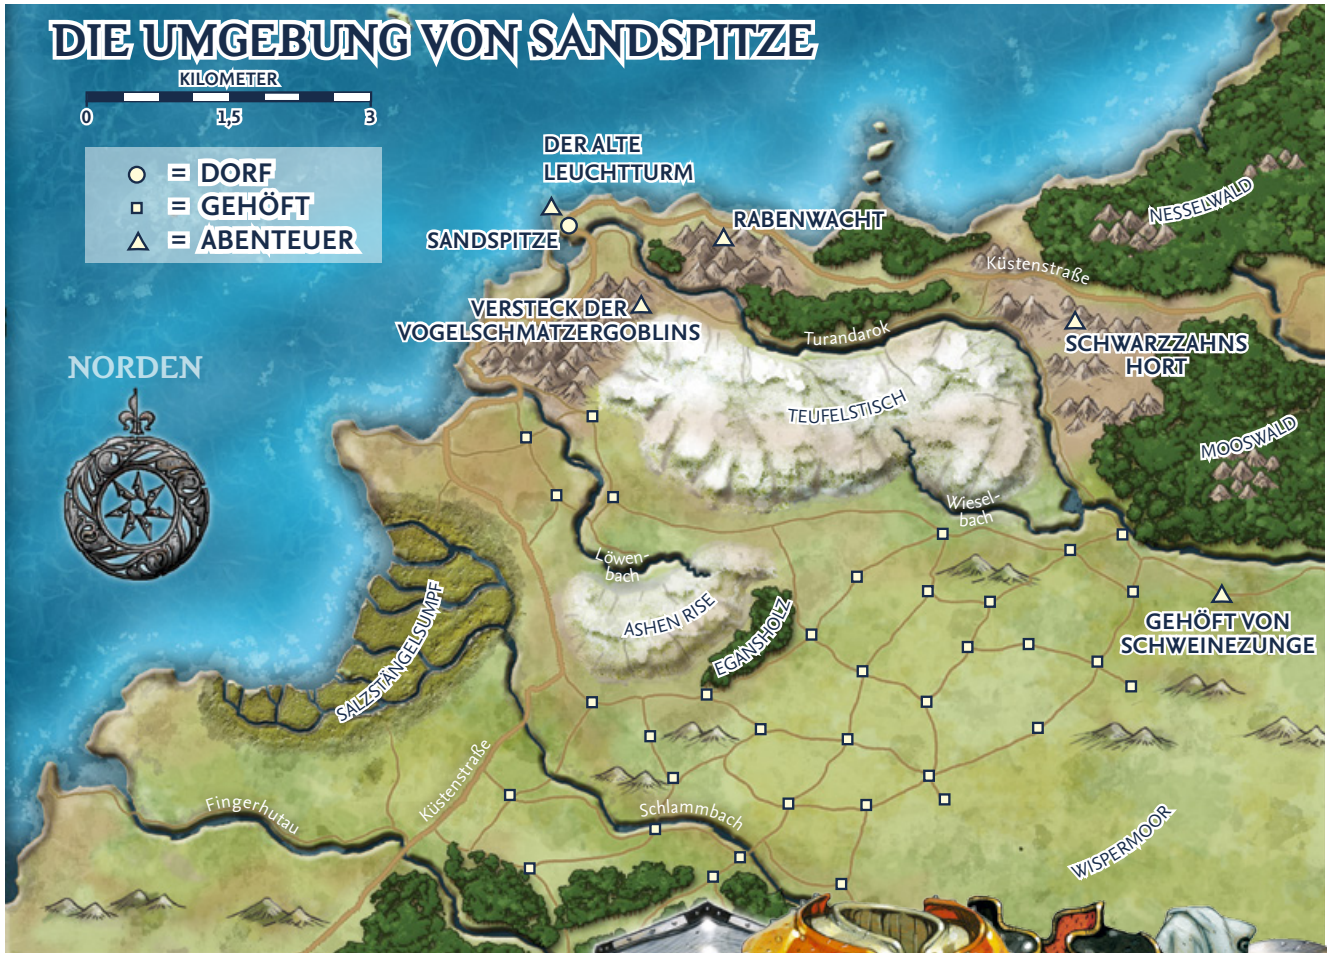 DIE UMGEBUNG VON SANDSPITZE
KILOMETER
0 1,5 3
= DORF
= GEHÖFT
= ABENTEUER
DER ALTE
LEUCHTTURM
SANDSPITZE
RABENWACHT
NESSELWALD
Küstenstraße
VERSTECK DER
VOGELSCHMATZERGOBLINS
Turandarok
SCHWARZZAHNS
HORT
NORDEN
TEUFELSTISCH
MOOSWALD
Wiesel-
bach
Löwen-
bach
ASHEN RISE
EGANSHOLZ
SALZSTÄNGELSUMPF
GEHÖFT VON
SCHWEINEZUNGE
Küstenstraße
Fingerhutau
Schlammbach
WISPERMOOR